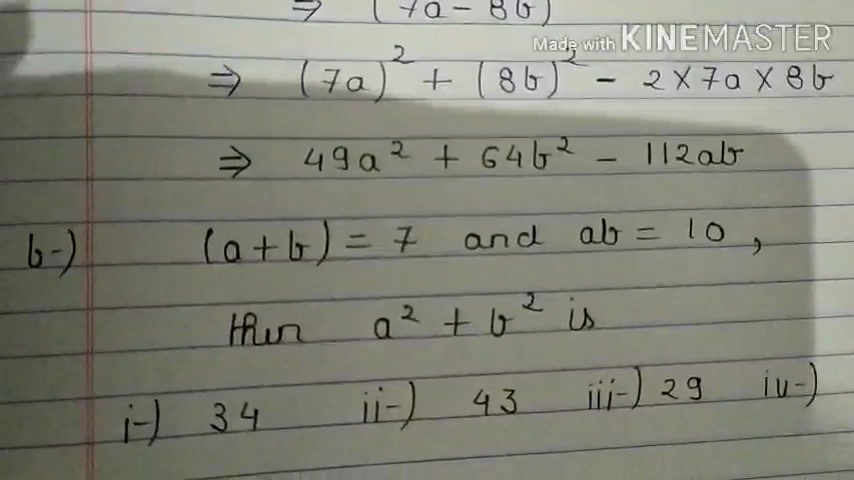 ⇒ (7a - 8b)
Made with KINEMASTER
⇒ (7a)² + (8b)² - 2 × 7a × 8b
⇒ 49a² + 64b² - 112ab
b-) (a + b) = 7 and ab = 10,
then a² + b² is
i-) 34 ii-) 43 iii-) 29 iv-)